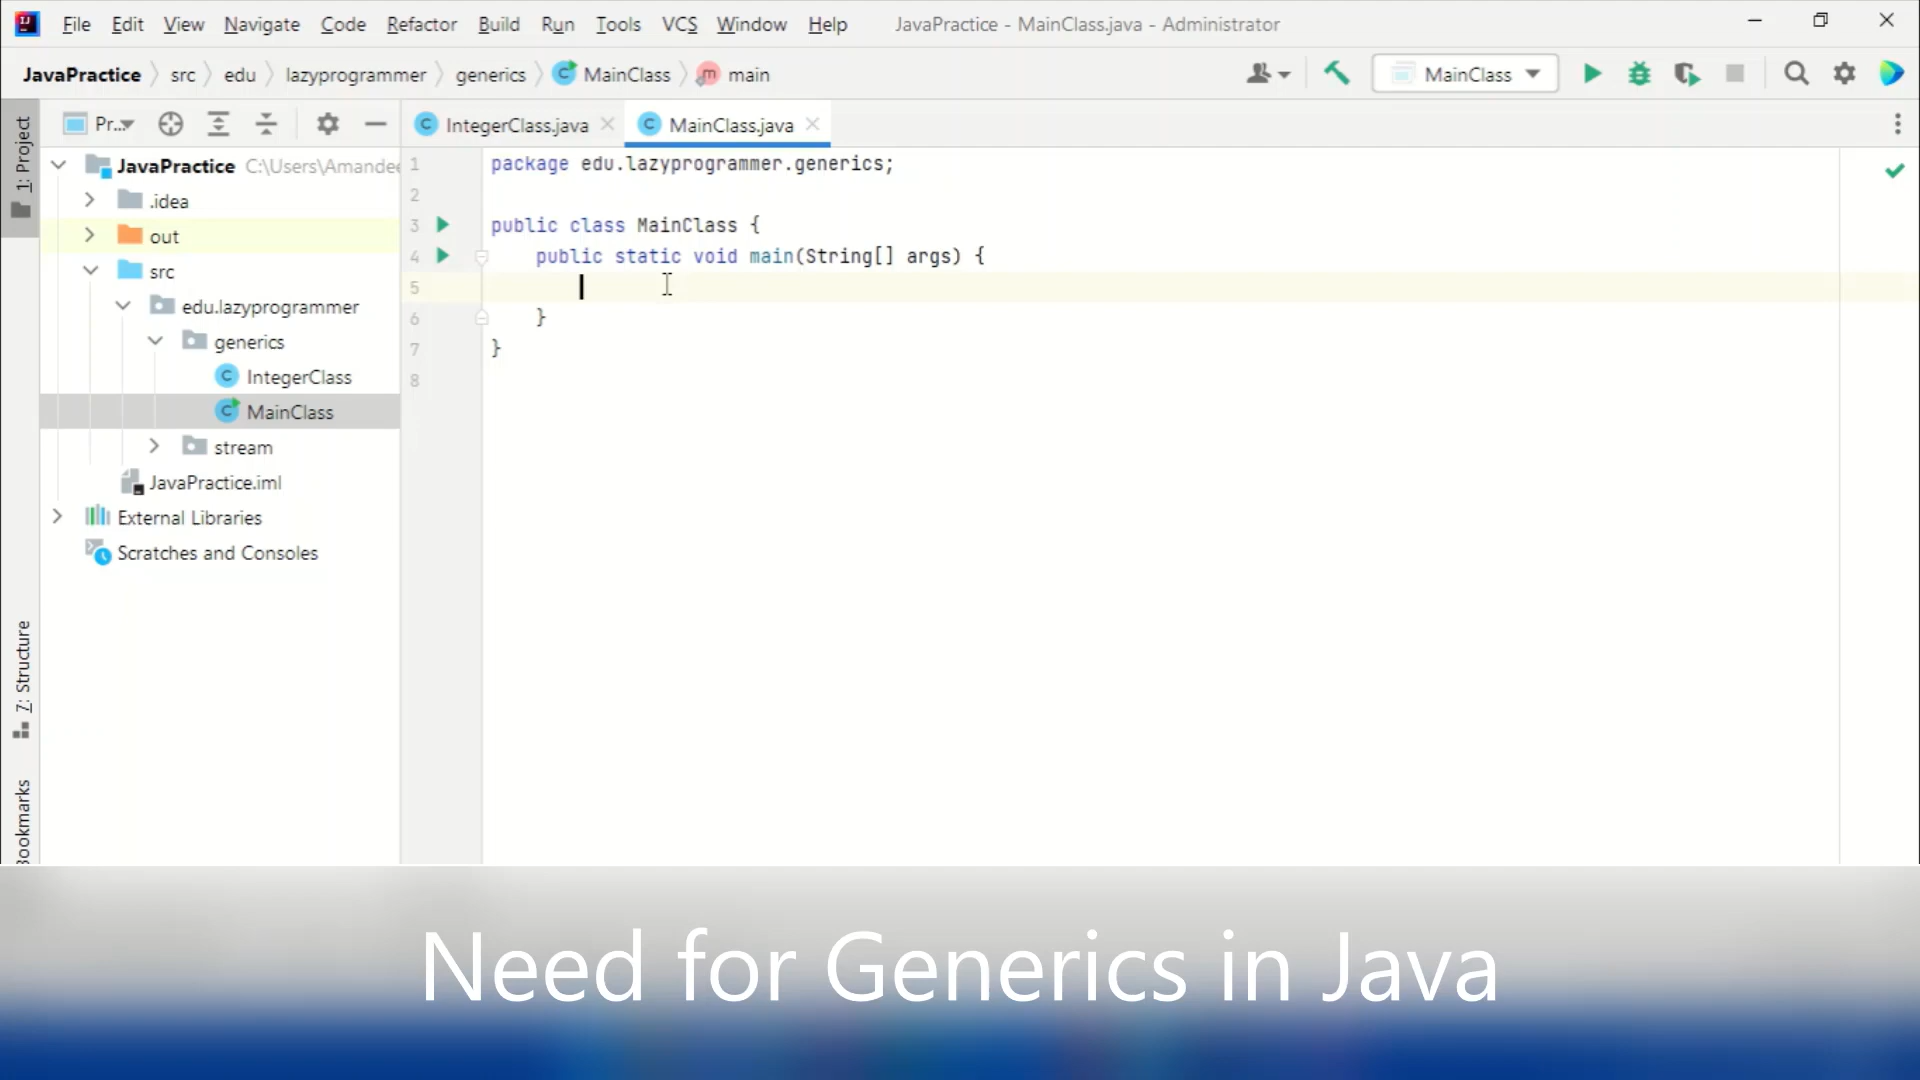 File Edit View Navigate Code Refactor Build Run Tools VCS Window Help JavaPractice - MainClass.java - Administrator
JavaPractice src edu lazyprogrammer generics MainClass main MainClass
1: Project
Pr...
IntegerClass.java MainClass.java
JavaPractice C:\Users\Amandee
.idea
out
src
edu.lazyprogrammer
generics
IntegerClass
MainClass
stream
JavaPractice.iml
External Libraries
Scratches and Consoles
7: Structure
Bookmarks
1 package edu.lazyprogrammer.generics;
2
3 public class MainClass {
4 public static void main(String[] args) {
5
6 }
7 }
8
Need for Generics in Java